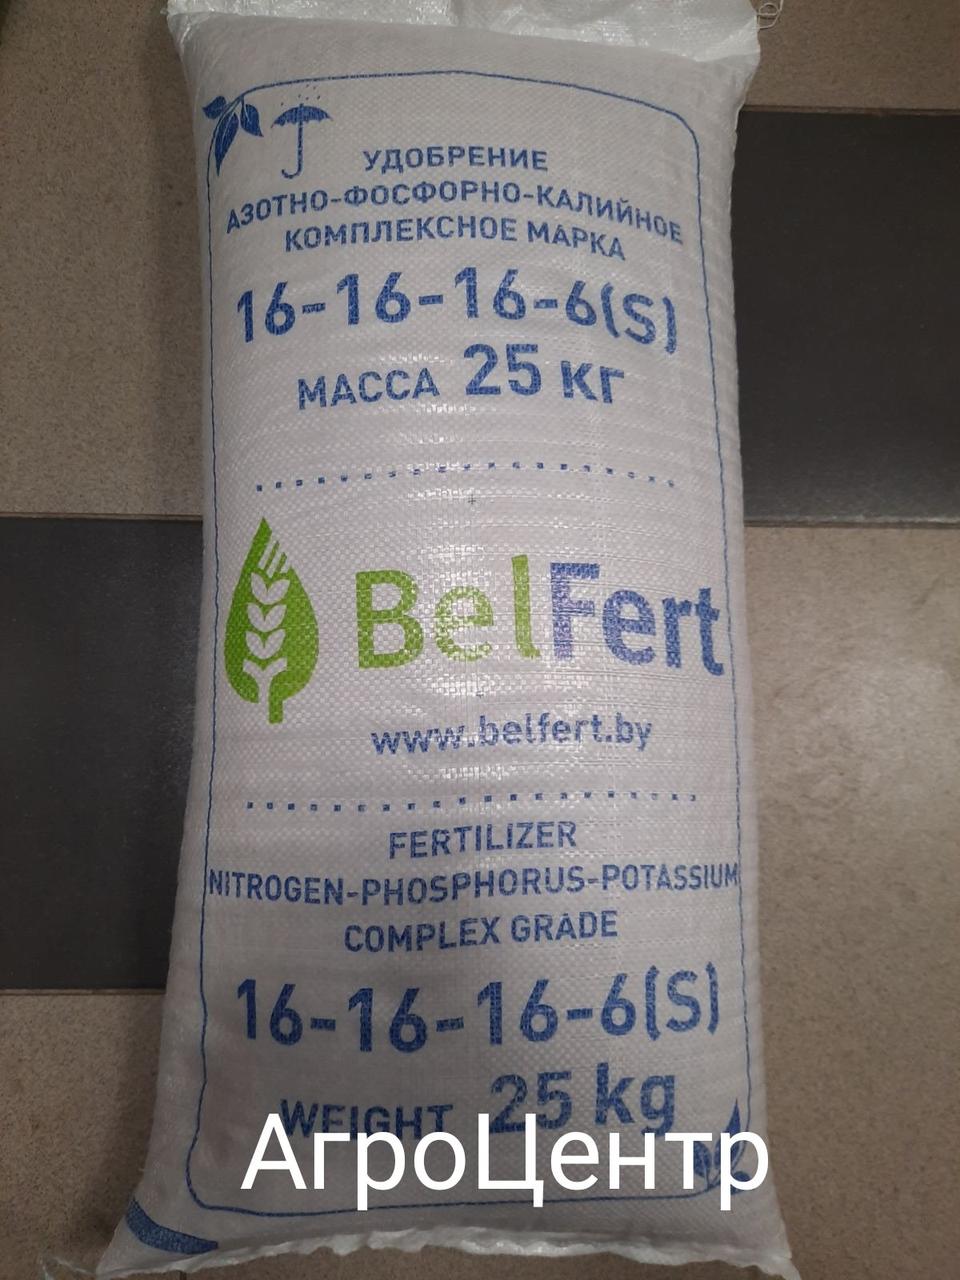 УДОБРЕНИЕ
АЗОТНО-ФОСФОРНО-КАЛИЙНОЕ
КОМПЛЕКСНОЕ МАРКА
16-16-16-6(S)
МАССА 25 кг
BelFert
www.belfert.by
FERTILIZER
NITROGEN-PHOSPHORUS-POTASSIUM
COMPLEX GRADE
16-16-16-6(S)
WEIGHT 25 kg
АгроЦентр